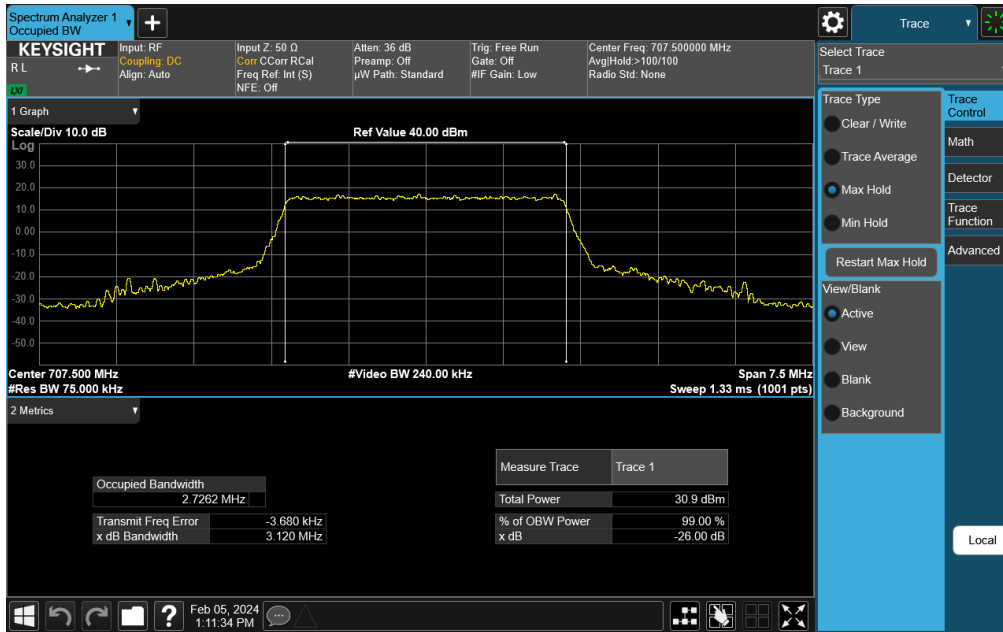 Spectrum Analyzer 1
Occupied BW
+
Trace
KEYSIGHT
R L
LXI
Input: RF
Coupling: DC
Align: Auto
Input Z: 50 Ω
Corr CCorr RCal
Freq Ref: Int (S)
NFE: Off
Atten: 36 dB
Preamp: Off
µW Path: Standard
Trig: Free Run
Gate: Off
#IF Gain: Low
Center Freq: 707.500000 MHz
Avg|Hold:>100/100
Radio Std: None
Select Trace
Trace 1
1 Graph
Scale/Div 10.0 dB
Ref Value 40.00 dBm
Log
30.0
20.0
10.0
0.00
-10.0
-20.0
-30.0
-40.0
-50.0
Center 707.500 MHz
#Video BW 240.00 kHz
Span 7.5 MHz
#Res BW 75.000 kHz
Sweep 1.33 ms (1001 pts)
Trace Type
Clear / Write
Trace Average
Max Hold
Min Hold
Restart Max Hold
View/Blank
Active
View
Blank
Background
Trace
Control
Math
Detector
Trace
Function
Advanced
Local
2 Metrics
Occupied Bandwidth
2.7262 MHz
Transmit Freq Error -3.680 kHz
x dB Bandwidth 3.120 MHz
Measure Trace Trace 1
Total Power 30.9 dBm
% of OBW Power 99.00 %
x dB -26.00 dB
?
Feb 05, 2024
1:11:34 PM